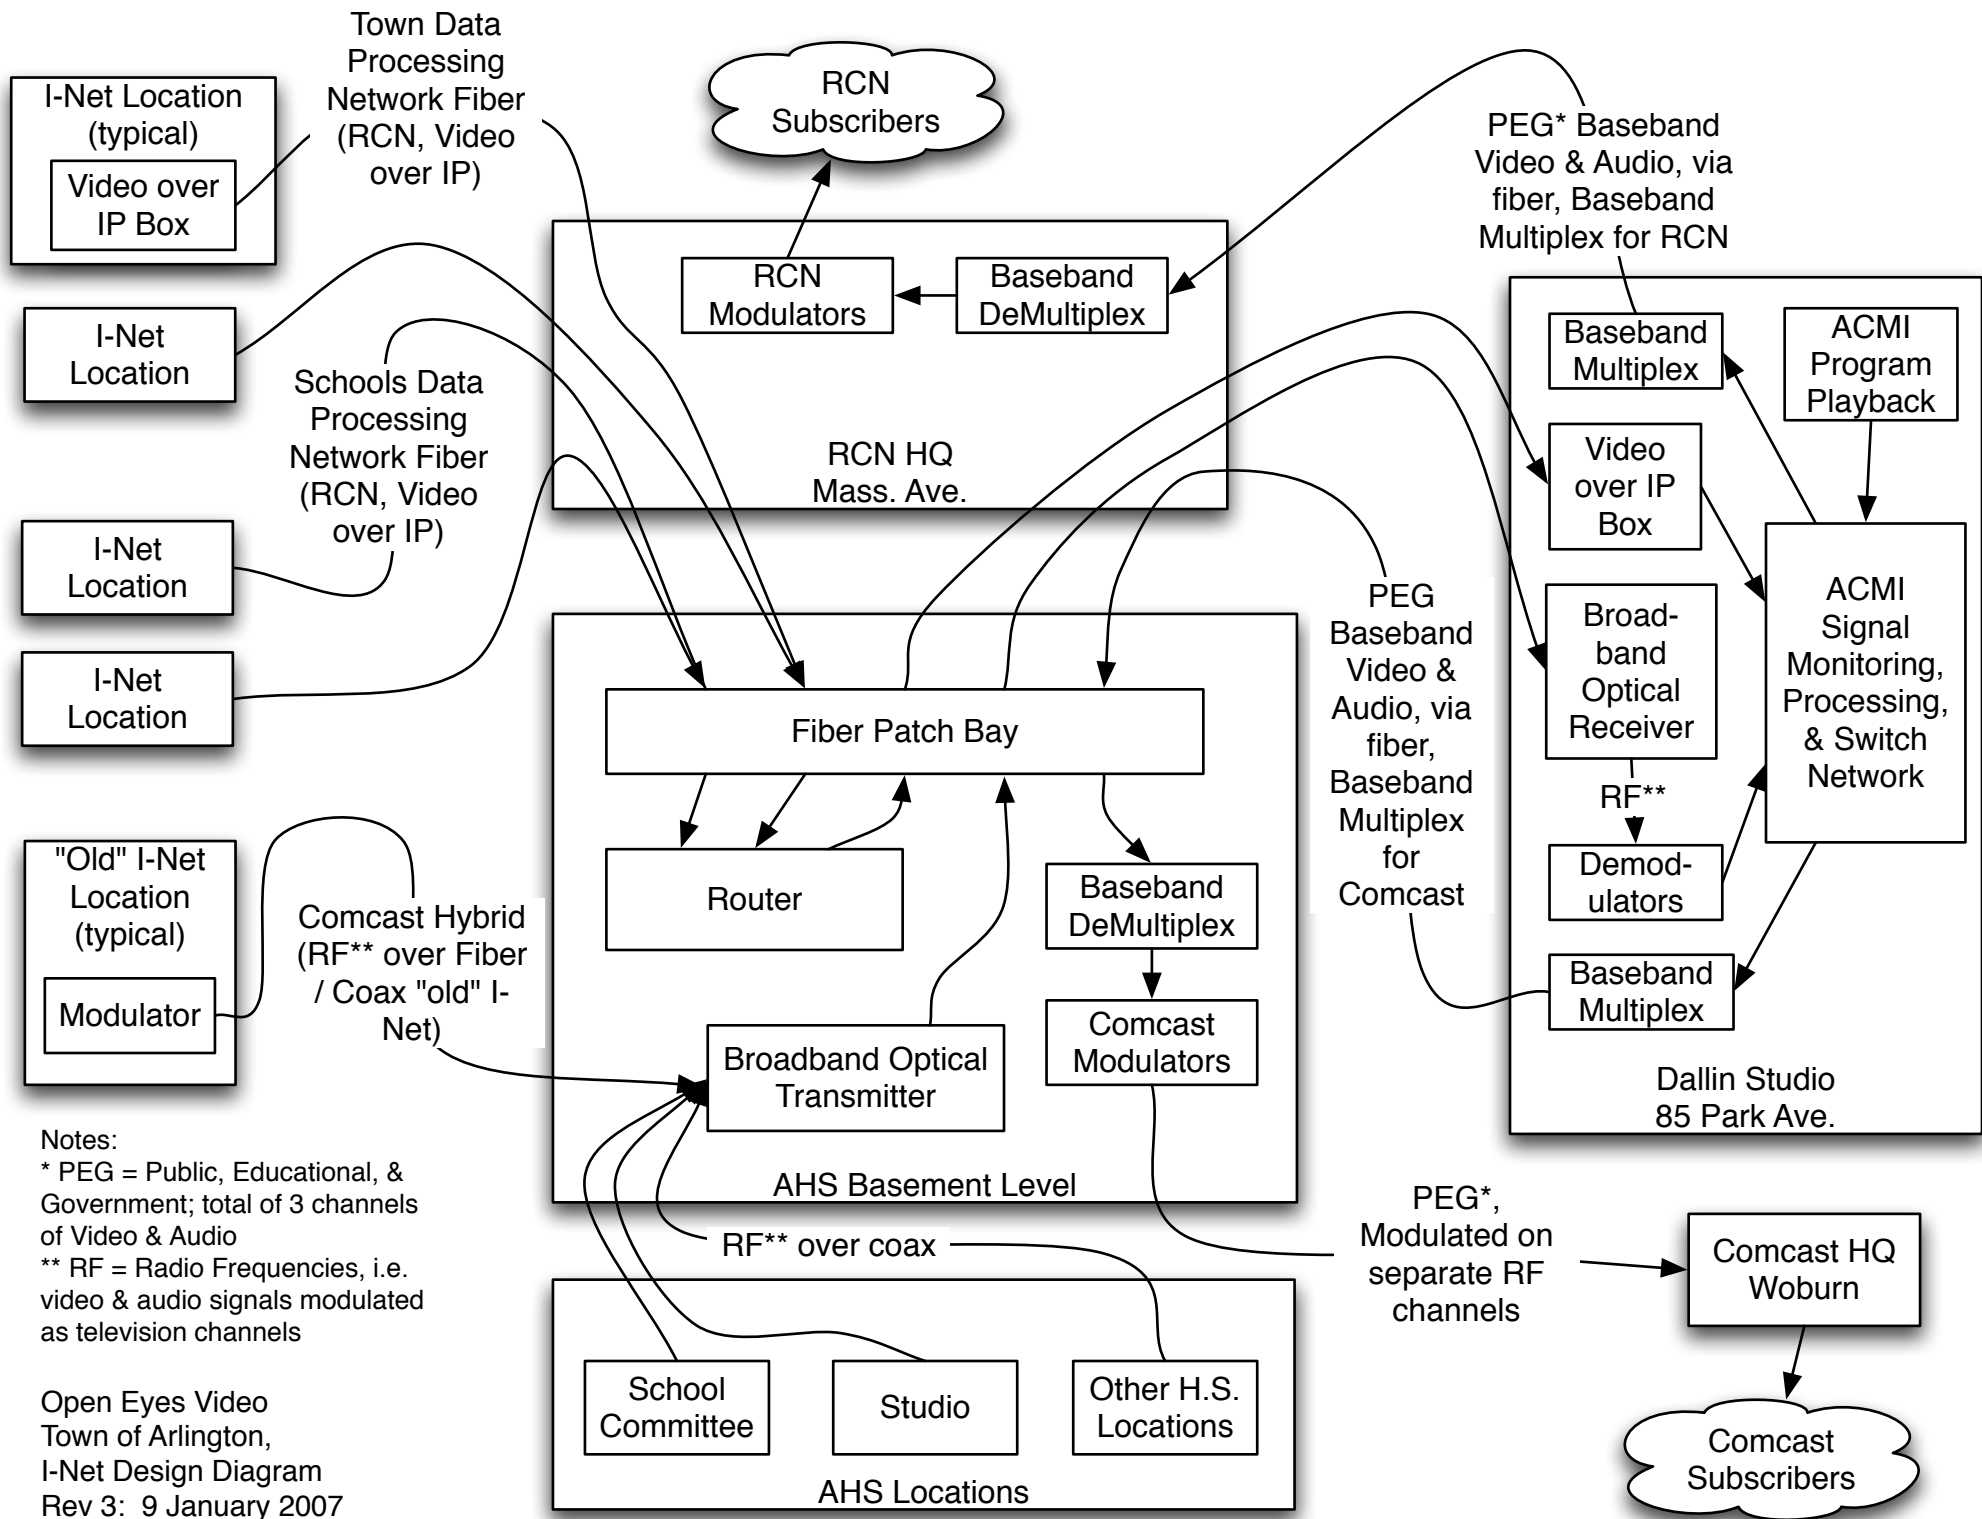 Town Data
Processing
Network Fiber
(RCN, Video
over IP)
I-Net Location
(typical)
Video over
IP Box
RCN
Subscribers
PEG* Baseband
Video & Audio, via
fiber, Baseband
Multiplex for RCN
I-Net
Location
Schools Data
Processing
Network Fiber
(RCN, Video
over IP)
I-Net
Location
I-Net
Location
RCN
Modulators
Baseband
DeMultiplex
RCN HQ
Mass. Ave.
Baseband
Multiplex
ACMI
Program
Playback
Video
over IP
Box
Broad-
band
Optical
Receiver
RF**
Demod-
ulators
Baseband
Multiplex
ACMI
Signal
Monitoring,
Processing,
& Switch
Network
Dallin Studio
85 Park Ave.
PEG
Baseband
Video &
Audio, via
fiber,
Baseband
Multiplex
for
Comcast
Fiber Patch Bay
Router
Baseband
DeMultiplex
Comcast
Modulators
Broadband Optical
Transmitter
AHS Basement Level
"Old" I-Net
Location
(typical)
Modulator
Comcast Hybrid
(RF** over Fiber
/ Coax "old" I-
Net)
RF** over coax
PEG*,
Modulated on
separate RF
channels
Comcast HQ
Woburn
Comcast
Subscribers
School
Committee
Studio
Other H.S.
Locations
AHS Locations
Notes:
* PEG = Public, Educational, &
Government; total of 3 channels
of Video & Audio
** RF = Radio Frequencies, i.e.
video & audio signals modulated
as television channels
Open Eyes Video
Town of Arlington,
I-Net Design Diagram
Rev 3:  9 January 2007